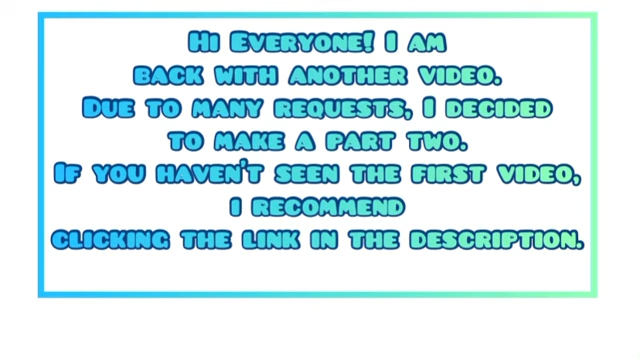 Hi Everyone! I am
back with another video.
Due to many requests, I decided
to make a part two.
If you haven't seen the first video,
i recommend
clicking the link in the description.